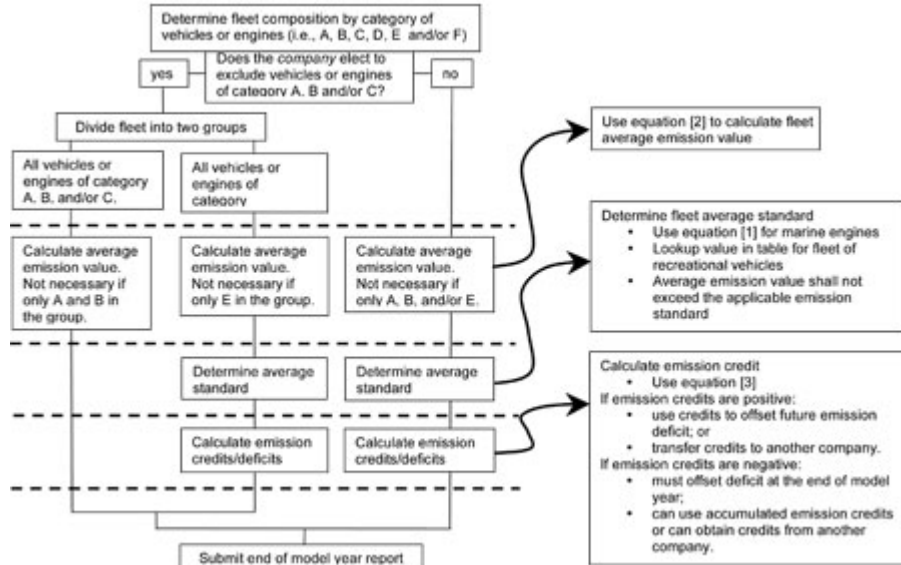 Determine fleet composition by category of
vehicles or engines (i.e., A, B, C, D, E and/or F)
Does the company elect to
exclude vehicles or engines
of category A, B and/or C?
yes
no
Divide fleet into two groups
All vehicles or
engines of category
A, B, and/or C.
All vehicles or
engines of
category
Use equation [2] to calculate fleet
average emission value
Calculate average
emission value.
Not necessary if
only A and B in
the group.
Calculate average
emission value.
Not necessary if
only E in the group.
Calculate average
emission value.
Not necessary if
only A, B, and/or E.
Determine fleet average standard
• Use equation [1] for marine engines
• Lookup value in table for fleet of
recreational vehicles
• Average emission value shall not
exceed the applicable emission
standard
Determine average
standard
Determine average
standard
Calculate emission
credits/deficits
Calculate emission
credits/deficits
Calculate emission credit
• Use equation [3]
If emission credits are positive:
• use credits to offset future emission
deficit; or
• transfer credits to another company.
If emission credits are negative:
• must offset deficit at the end of model
year;
• can use accumulated emission credits
or can obtain credits from another
company.
Submit end of model year report